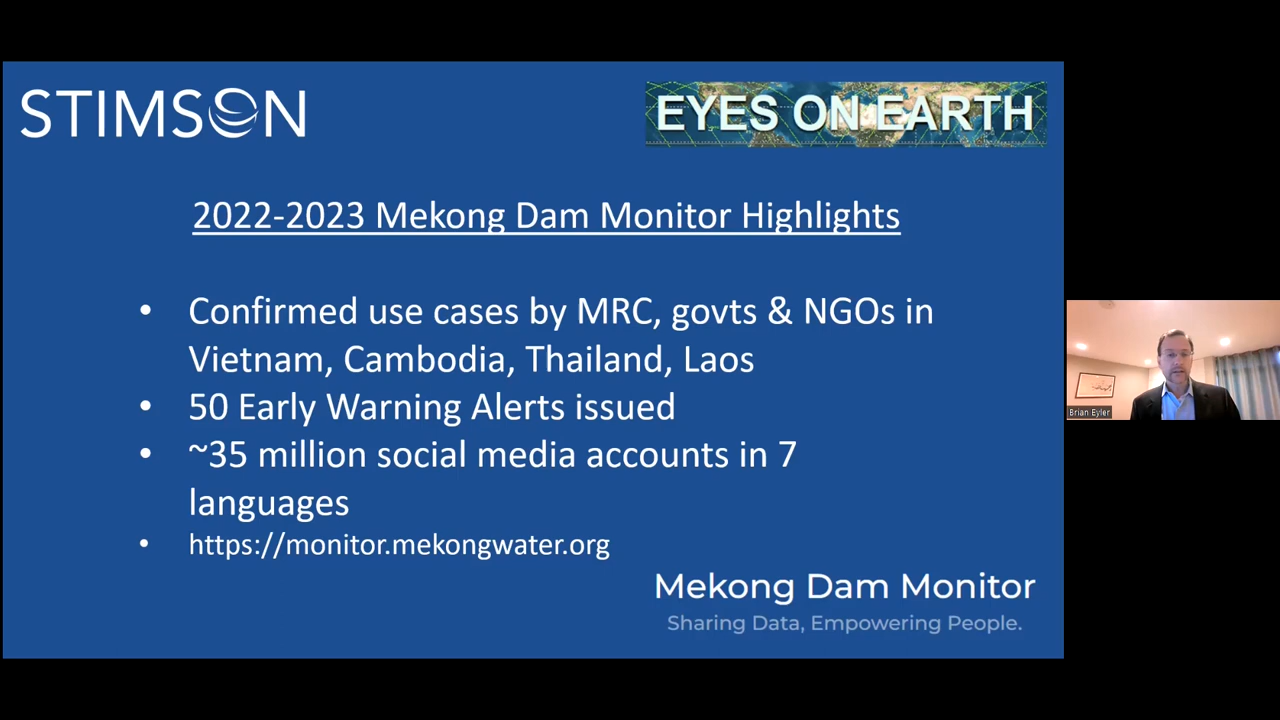 STIMSON
EYES ON EARTH
2022-2023 Mekong Dam Monitor Highlights
• Confirmed use cases by MRC, govts & NGOs in
Vietnam, Cambodia, Thailand, Laos
• 50 Early Warning Alerts issued
• ~35 million social media accounts in 7
languages
• https://monitor.mekongwater.org
Mekong Dam Monitor
Sharing Data, Empowering People.
Brian Eyler